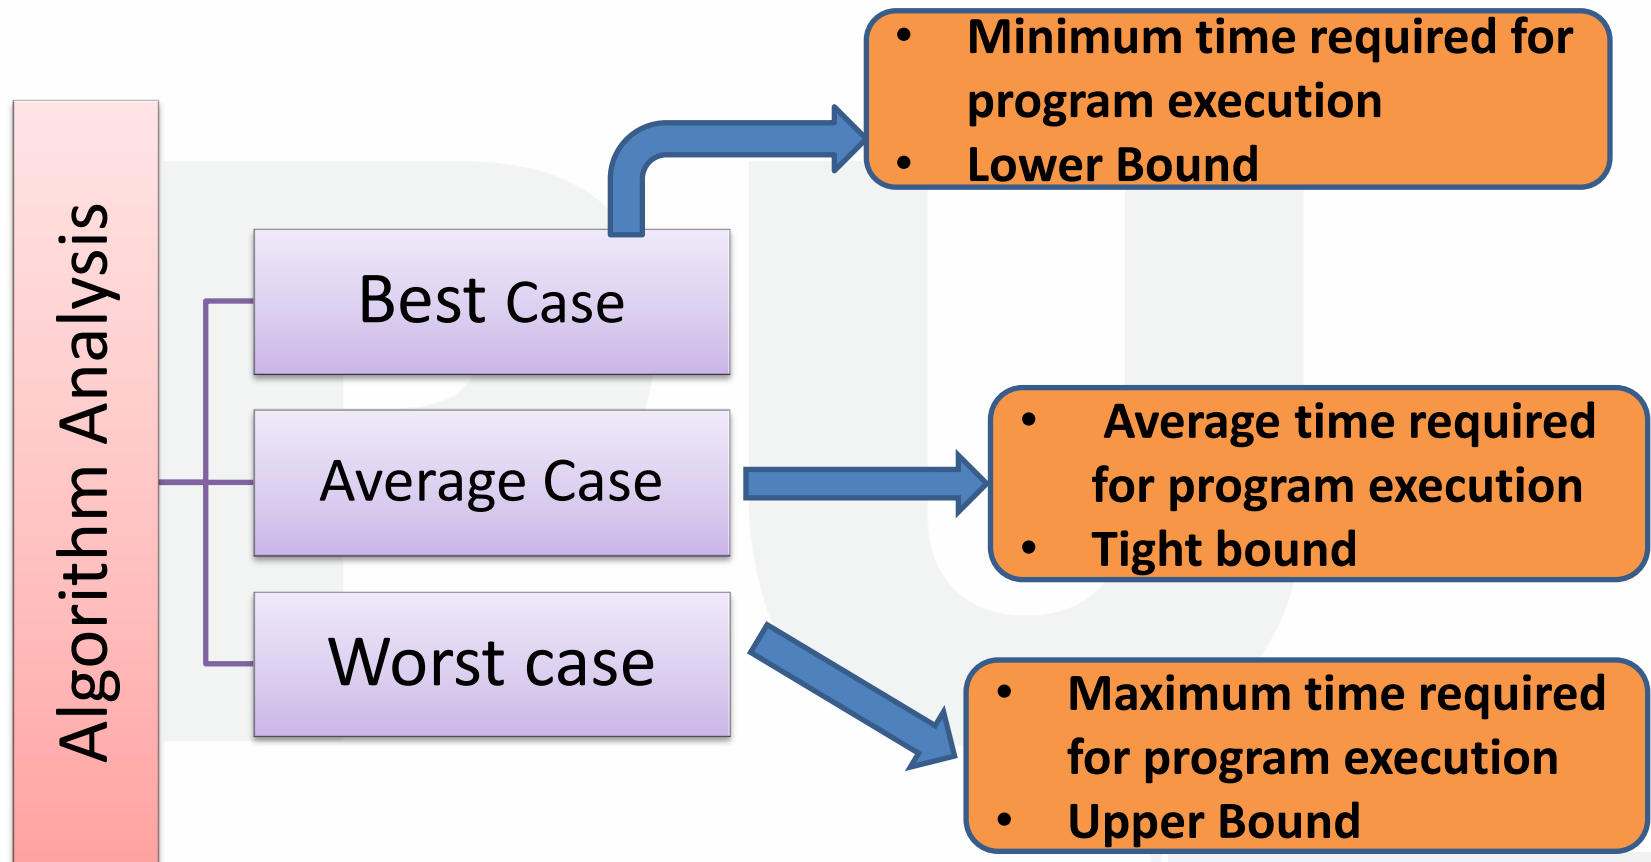 Algorithm Analysis
Best Case
• Minimum time required for
program execution
• Lower Bound
Average Case
• Average time required
for program execution
• Tight bound
Worst case
• Maximum time required
for program execution
• Upper Bound